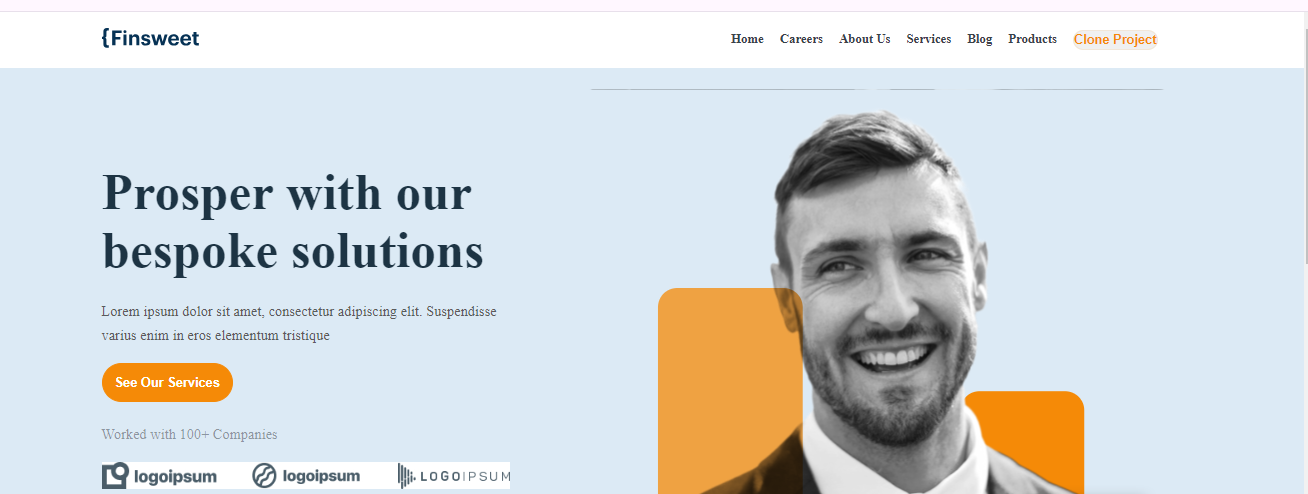 {Finsweet
Home Careers About Us Services Blog Products Clone Project
Prosper with our
bespoke solutions
Lorem ipsum dolor sit amet, consectetur adipiscing elit. Suspendisse
varius enim in eros elementum tristique
See Our Services
Worked with 100+ Companies
logoipsum logoipsum LOGOIPSUM